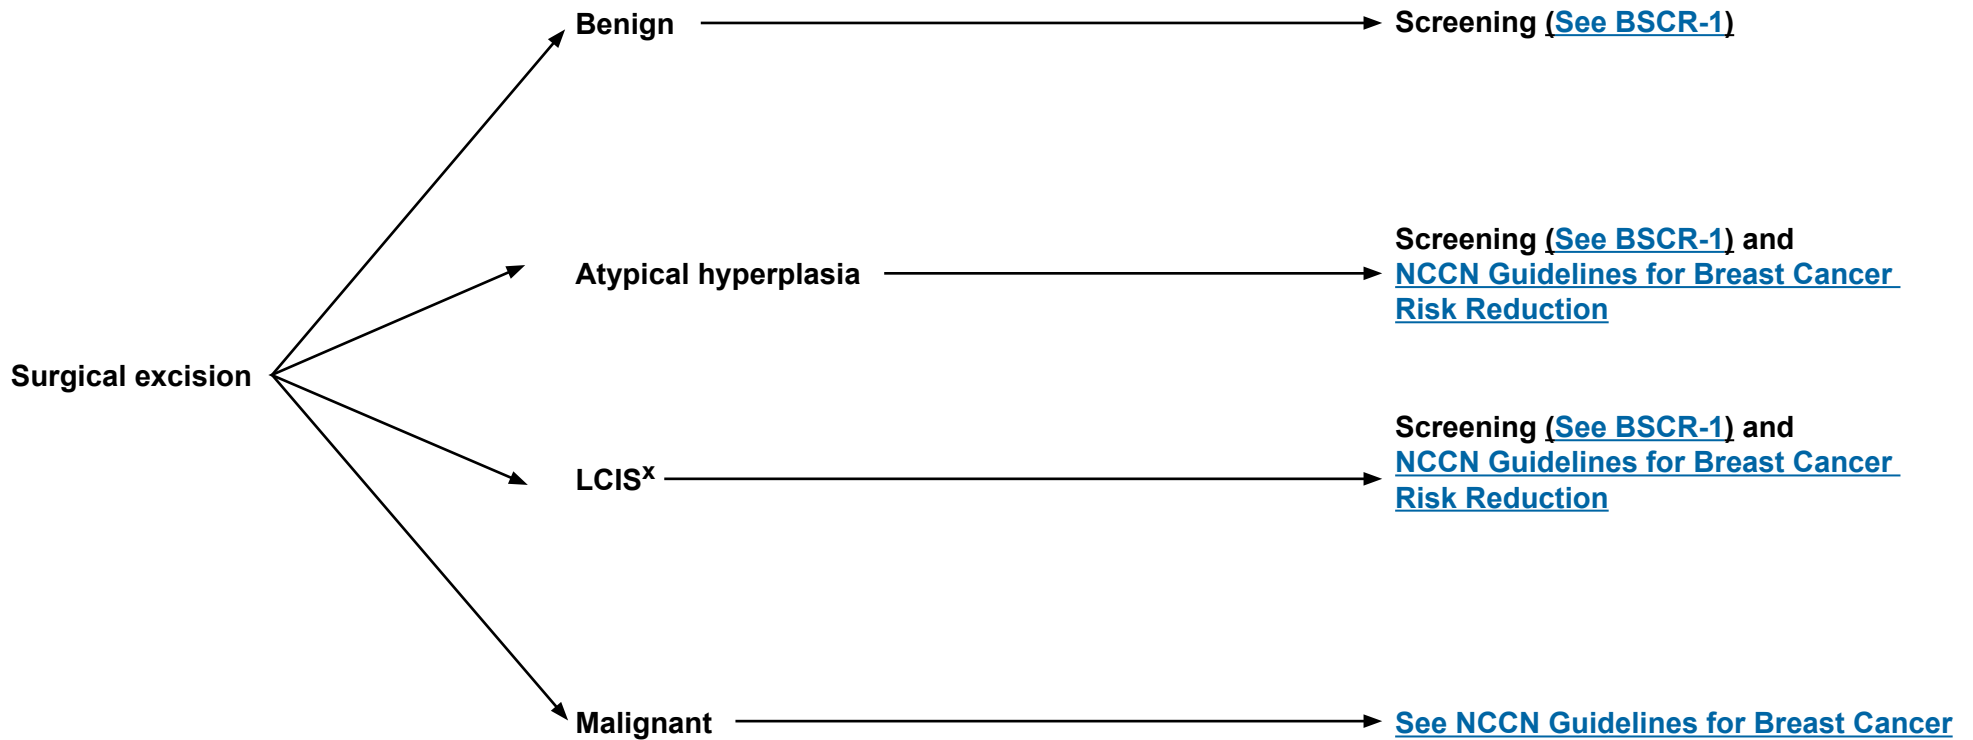 Benign
Screening (See BSCR-1)
Atypical hyperplasia
Screening (See BSCR-1) and
NCCN Guidelines for Breast Cancer
Risk Reduction
Surgical excision
LCISˣ
Screening (See BSCR-1) and
NCCN Guidelines for Breast Cancer
Risk Reduction
Malignant
See NCCN Guidelines for Breast Cancer